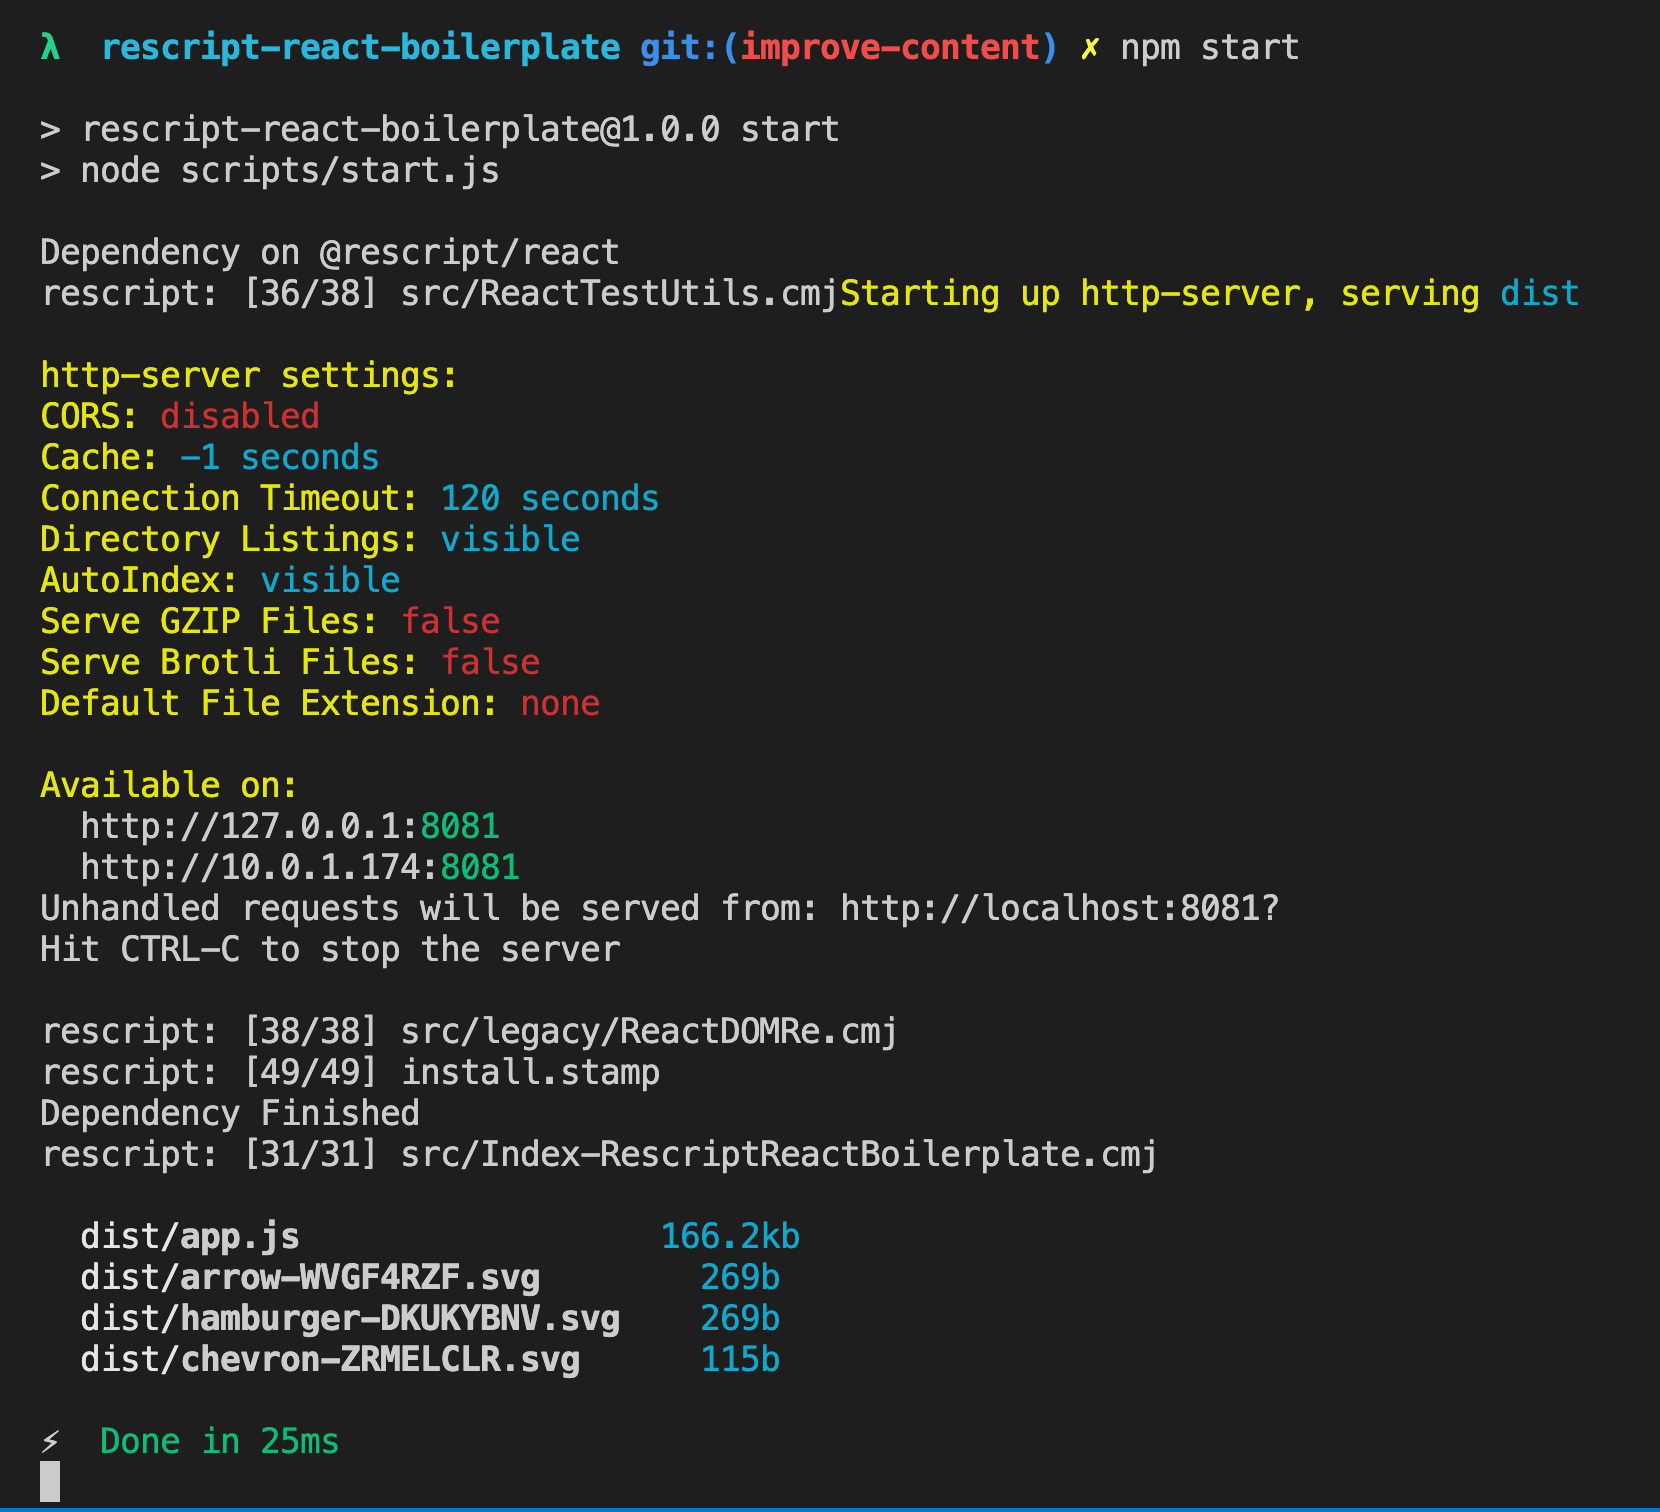 λ  rescript-react-boilerplate git:(improve-content) ✗ npm start
> rescript-react-boilerplate@1.0.0 start
> node scripts/start.js
Dependency on @rescript/react
rescript: [36/38] src/ReactTestUtils.cmjStarting up http-server, serving dist
http-server settings:
CORS: disabled
Cache: -1 seconds
Connection Timeout: 120 seconds
Directory Listings: visible
AutoIndex: visible
Serve GZIP Files: false
Serve Brotli Files: false
Default File Extension: none
Available on:
  http://127.0.0.1:8081
  http://10.0.1.174:8081
Unhandled requests will be served from: http://localhost:8081?
Hit CTRL-C to stop the server
rescript: [38/38] src/legacy/ReactDOMRe.cmj
rescript: [49/49] install.stamp
Dependency Finished
rescript: [31/31] src/Index-RescriptReactBoilerplate.cmj
  dist/app.js                  166.2kb
  dist/arrow-WVGF4RZF.svg        269b
  dist/hamburger-DKUKYBNV.svg    269b
  dist/chevron-ZRMELCLR.svg      115b
⚡ Done in 25ms